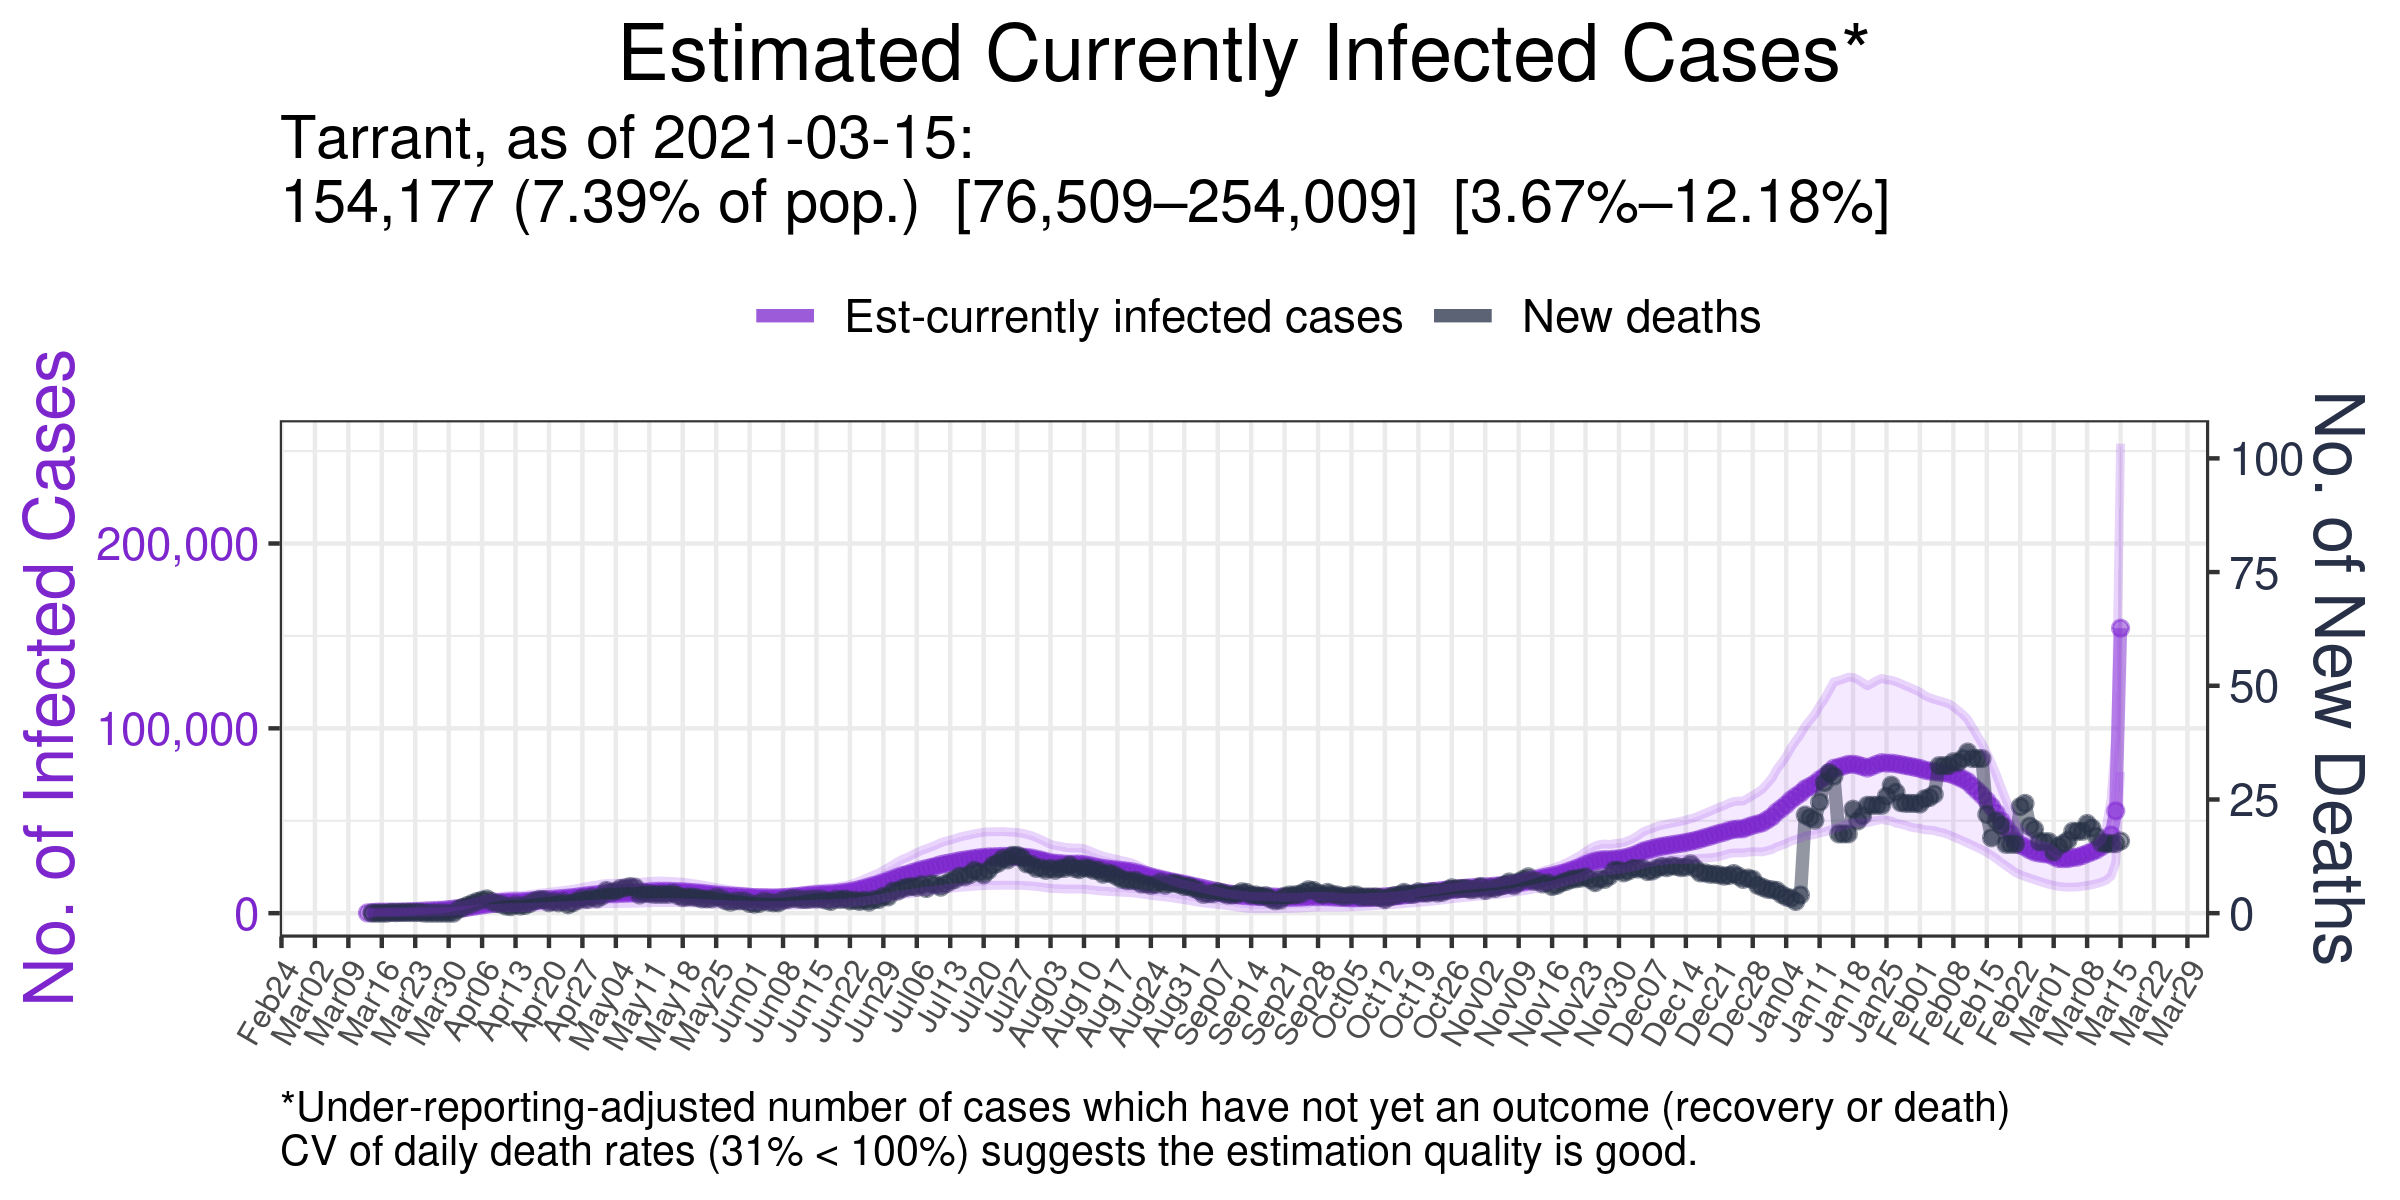 Estimated Currently Infected Cases*
Tarrant, as of 2021-03-15:
154,177 (7.39% of pop.)  [76,509–254,009]  [3.67%–12.18%]
Est-currently infected cases
New deaths
No. of Infected Cases
200,000
100,000
0
100
75
50
25
0
No. of New Deaths
Feb24
Mar02
Mar09
Mar16
Mar23
Mar30
Apr06
Apr13
Apr20
Apr27
May04
May11
May18
May25
Jun01
Jun08
Jun15
Jun22
Jun29
Jul06
Jul13
Jul20
Jul27
Aug03
Aug10
Aug17
Aug24
Aug31
Sep07
Sep14
Sep21
Sep28
Oct05
Oct12
Oct19
Oct26
Nov02
Nov09
Nov16
Nov23
Nov30
Dec07
Dec14
Dec21
Dec28
Jan04
Jan11
Jan18
Jan25
Feb01
Feb08
Feb15
Feb22
Mar01
Mar08
Mar15
Mar22
Mar29
*Under-reporting-adjusted number of cases which have not yet an outcome (recovery or death)
CV of daily death rates (31% < 100%) suggests the estimation quality is good.